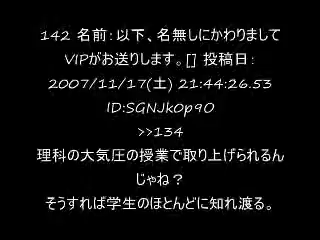 142 名前：以下、名無しにかわりまして
VIPがお送りします。[] 投稿日：
2007/11/17(土) 21:44:26.53
ID:SGNJk0p90
>>134
理科の大気圧の授業で取り上げられるん
じゃね？
そうすれば学生のほとんどに知れ渡る。